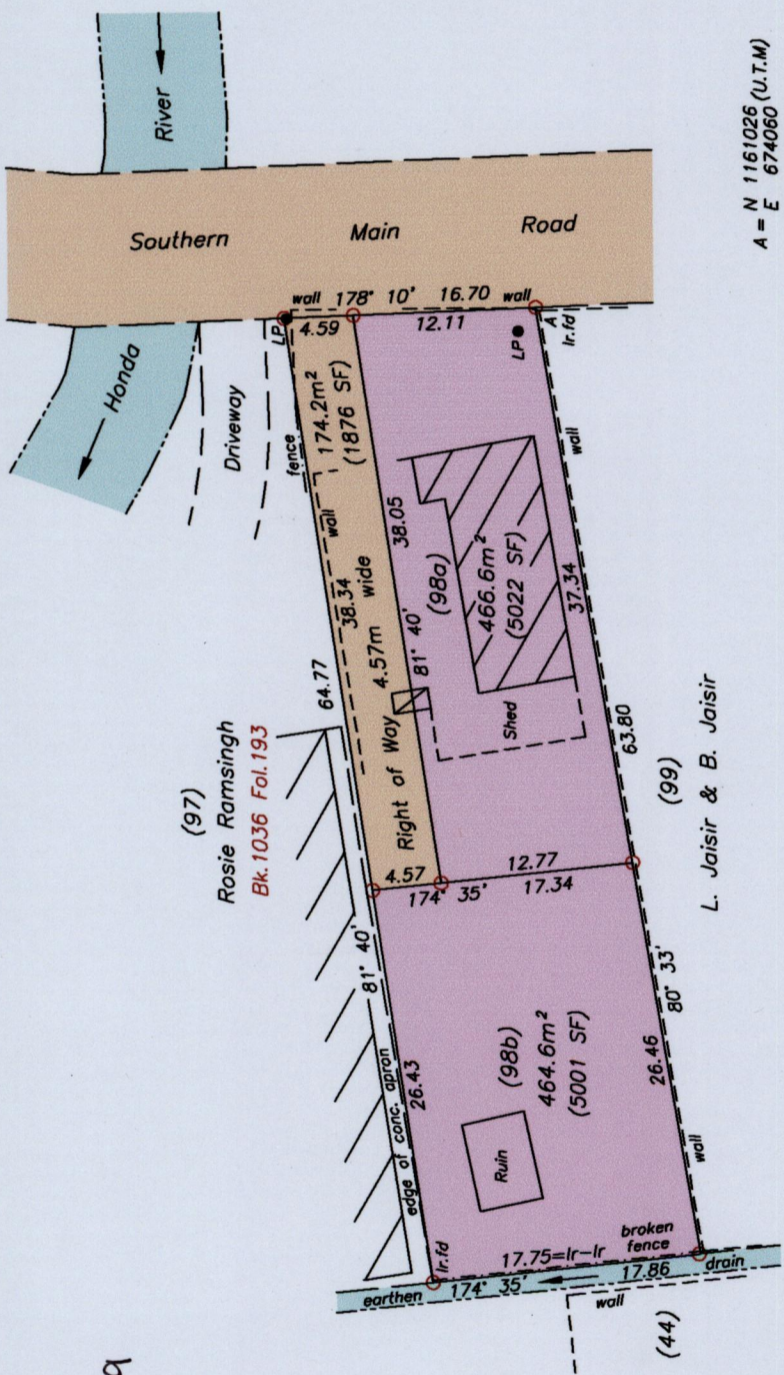 River
Southern Main Road
Honda
Driveway
LP
wall 178° 10' 16.70 wall
4.59
12.11
LP
A
Ir.fd
fence
174.2m²
(1876 SF)
wall
38.34
4.57m wide
Right of Way
38.05
81° 40'
(98a)
466.6m²
(5022 SF)
37.34
wall
Shed
64.77
63.80
(97)
Rosie Ramsingh
Bk.1036 Fol.193
(99)
L. Jaisir & B. Jaisir
4.57
12.77
174° 35' 17.34
81° 40'
26.43
edge of conc. apron
(98b)
464.6m²
(5001 SF)
Ruin
80° 33'
26.46
wall
Ir.fd
17.75=Ir-Ir
broken
fence
earthen 174° 35' 17.86 drain
wall
(44)
A = N 1161026 (U.T.M)
E 674060